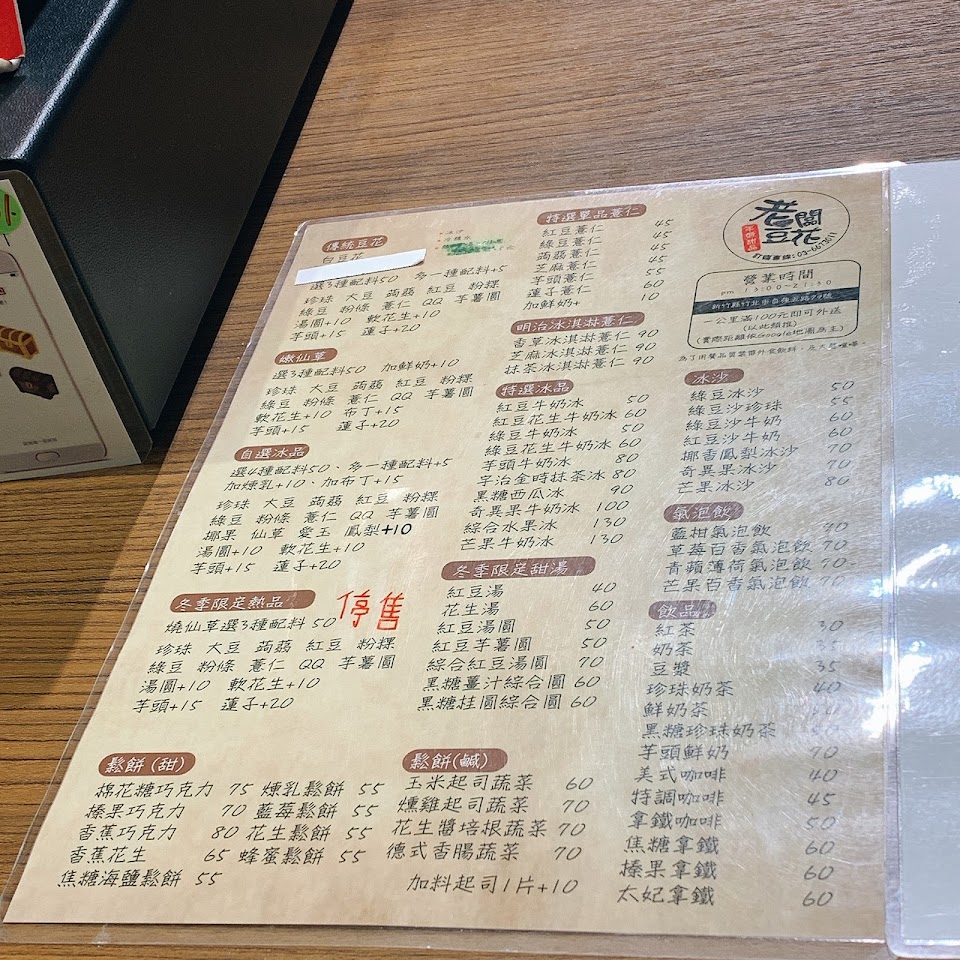 傳統豆花
白豆花
選3種配料50、多一種配料+5
珍珠 大豆 蒟蒻 紅豆 粉粿
綠豆 粉條 薏仁 QQ 芋薯圓
湯圓+10 軟花生+10
芋頭+15 蓮子+20
嫩仙草
選3種配料50 加鮮奶+10
珍珠 大豆 蒟蒻 紅豆 粉粿
綠豆 粉條 薏仁 QQ 芋薯圓
軟花生+10 布丁+15
芋頭+15 蓮子+20
自選冰品
選4種配料50、多一種配料+5
加煉乳+10、加布丁+15
珍珠 大豆 蒟蒻 紅豆 粉粿
綠豆 粉條 薏仁 QQ 芋薯圓
椰果 仙草 愛玉 鳳梨+10
湯圓+10 軟花生+10
芋頭+15 蓮子+20
冬季限定熱品 停售
燒仙草選3種配料50
珍珠 大豆 蒟蒻 紅豆 粉粿
綠豆 粉條 薏仁 QQ 芋薯圓
湯圓+10 軟花生+10
芋頭+15 蓮子+20
鬆餅(甜)
棉花糖巧克力 75 煉乳鬆餅 55
榛果巧克力 70 藍莓鬆餅 55
香蕉巧克力 80 花生鬆餅 55
香蕉花生 65 蜂蜜鬆餅 55
焦糖海鹽鬆餅 55
特選單品薏仁
紅豆薏仁 45
綠豆薏仁 45
蒟蒻薏仁 45
芝麻薏仁 45
芋頭薏仁 55
蓮子薏仁 60
加鮮奶+ 10
明治冰淇淋薏仁
香草冰淇淋薏仁 90
芝麻冰淇淋薏仁 90
抹茶冰淇淋薏仁 90
特選冰品
紅豆牛奶冰 50
紅豆花生牛奶冰 60
綠豆牛奶冰 50
綠豆花生牛奶冰 60
芋頭牛奶冰 80
宇治金時抹茶冰 80
黑糖西瓜冰 90
奇異果牛奶冰 100
綜合水果冰 130
芒果牛奶冰 130
冬季限定甜湯
紅豆湯 40
花生湯 60
紅豆湯圓 50
紅豆芋薯圓 50
綜合紅豆湯圓 70
黑糖薑汁綜合圓 60
黑糖桂圓綜合圓 60
鬆餅(鹹)
玉米起司蔬菜 60
燻雞起司蔬菜 70
花生醬培根蔬菜 70
德式香腸蔬菜 70
加料起司1片+10
老闆
豆花
營業時間
pm 13:00~21:30
一公里滿100元即可外送
(以此類推)
(實際距離依Google地圖為主)
冰沙
綠豆冰沙 50
綠豆沙珍珠 55
綠豆沙牛奶 60
紅豆沙牛奶 60
椰香鳳梨冰沙 70
奇異果冰沙 70
芒果冰沙 80
氣泡飲
藍柑氣泡飲 70
草莓百香氣泡飲 70
青蘋薄荷氣泡飲 70
芒果百香氣泡飲 70
飲品
紅茶 30
奶茶 35
豆漿 35
珍珠奶茶 40
鮮奶茶
黑糖珍珠奶茶
芋頭鮮奶 70
美式咖啡 40
特調咖啡 45
拿鐵咖啡 50
焦糖拿鐵 60
榛果拿鐵 60
太妃拿鐵 60